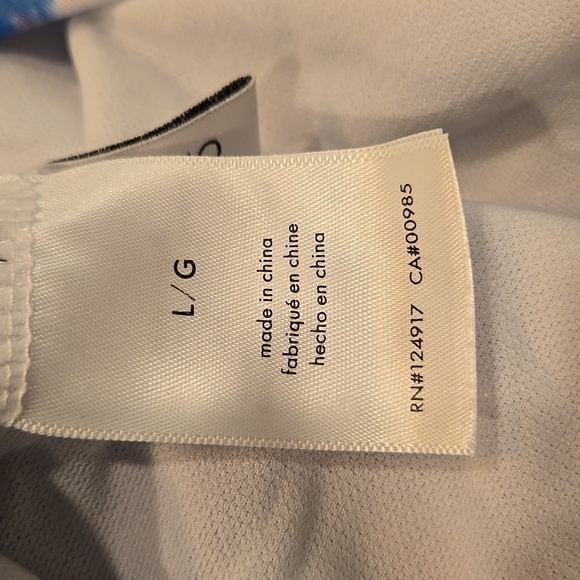 L/G
made in china
fabriqué en chine
hecho en china
RN#124917 CA#00985